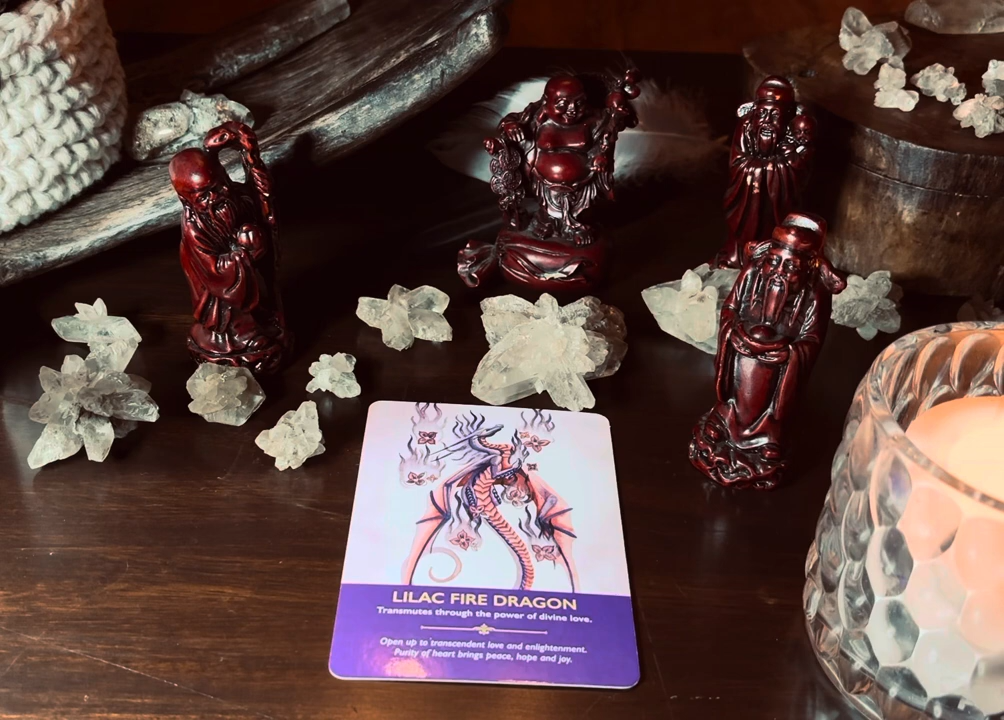 LILAC FIRE DRAGON
Transmutes through the power of divine love.
Open up to transcendent love and enlightenment.
Purity of heart brings peace, hope and joy.